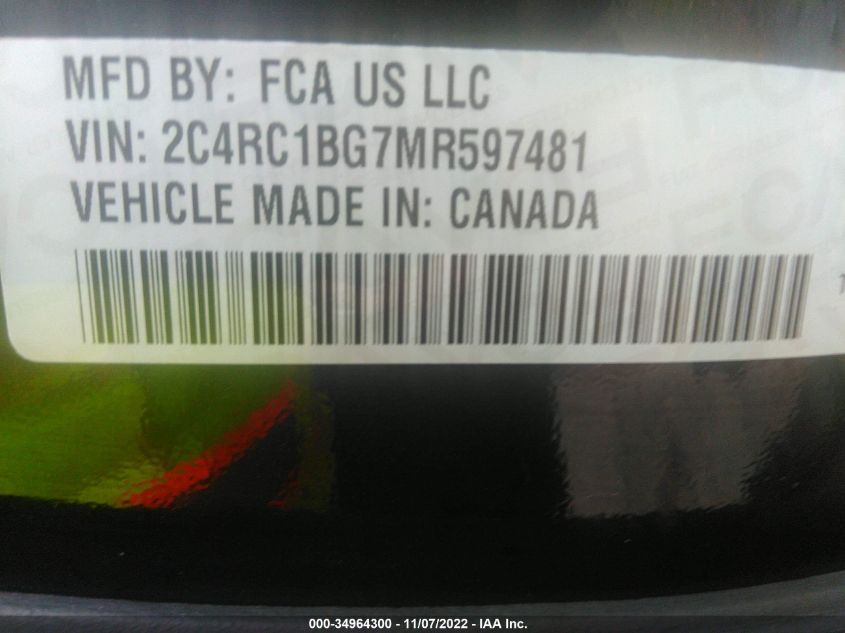 MFD BY: FCA US LLC
VIN: 2C4RC1BG7MR597481
VEHICLE MADE IN: CANADA
000-34964300 - 11/07/2022 - IAA Inc.